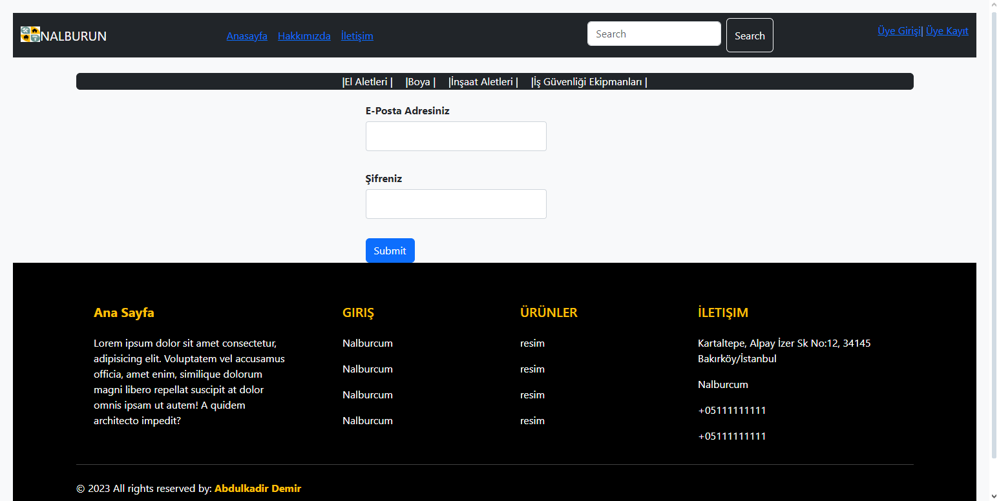 NALBURUN Anasayfa Hakkımızda İletişim Search Search Üye Girişi| Üye Kayıt
|El Aletleri | |Boya | |İnşaat Aletleri | |İş Güvenliği Ekipmanları |
E-Posta Adresiniz
Şifreniz
Submit
Ana Sayfa
Lorem ipsum dolor sit amet consectetur,
adipisicing elit. Voluptatem vel accusamus
officia, amet enim, similique dolorum
magni libero repellat suscipit at dolor
omnis ipsam ut autem! A quidem
architecto impedit?
GIRIŞ
Nalburcum
Nalburcum
Nalburcum
Nalburcum
ÜRÜNLER
resim
resim
resim
resim
İLETIŞIM
Kartaltepe, Alpay İzer Sk No:12, 34145
Bakırköy/İstanbul
Nalburcum
+05111111111
+05111111111
© 2023 All rights reserved by: Abdulkadir Demir